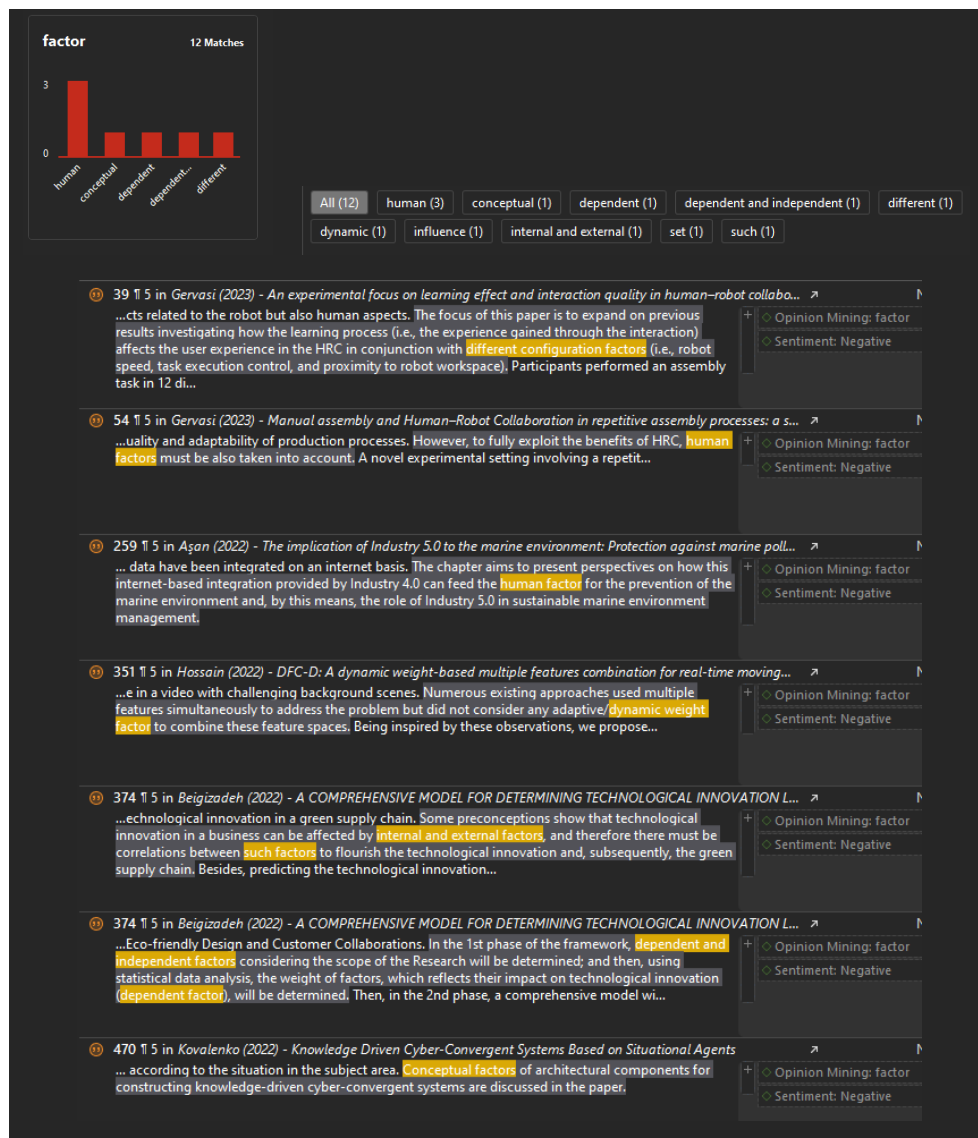 factor 12 Matches
3
0
human
conceptual
dependent
dependent...
different
All (12) human (3) conceptual (1) dependent (1) dependent and independent (1) different (1)
dynamic (1) influence (1) internal and external (1) set (1) such (1)
39 ¶ 5 in Gervasi (2023) - An experimental focus on learning effect and interaction quality in human–robot collabo... ↗
...cts related to the robot but also human aspects. The focus of this paper is to expand on previous
results investigating how the learning process (i.e., the experience gained through the interaction)
affects the user experience in the HRC in conjunction with different configuration factors (i.e., robot
speed, task execution control, and proximity to robot workspace). Participants performed an assembly
task in 12 di...
+ Opinion Mining: factor
Sentiment: Negative
54 ¶ 5 in Gervasi (2023) - Manual assembly and Human–Robot Collaboration in repetitive assembly processes: a s... ↗
...uality and adaptability of production processes. However, to fully exploit the benefits of HRC, human
factors must be also taken into account. A novel experimental setting involving a repetit...
+ Opinion Mining: factor
Sentiment: Negative
259 ¶ 5 in Aşan (2022) - The implication of Industry 5.0 to the marine environment: Protection against marine poll... ↗
... data have been integrated on an internet basis. The chapter aims to present perspectives on how this
internet-based integration provided by Industry 4.0 can feed the human factor for the prevention of the
marine environment and, by this means, the role of Industry 5.0 in sustainable marine environment
management.
+ Opinion Mining: factor
Sentiment: Negative
351 ¶ 5 in Hossain (2022) - DFC-D: A dynamic weight-based multiple features combination for real-time moving... ↗
...e in a video with challenging background scenes. Numerous existing approaches used multiple
features simultaneously to address the problem but did not consider any adaptive/dynamic weight
factor to combine these feature spaces. Being inspired by these observations, we propose...
+ Opinion Mining: factor
Sentiment: Negative
374 ¶ 5 in Beigizadeh (2022) - A COMPREHENSIVE MODEL FOR DETERMINING TECHNOLOGICAL INNOVATION L... ↗
...echnological innovation in a green supply chain. Some preconceptions show that technological
innovation in a business can be affected by internal and external factors, and therefore there must be
correlations between such factors to flourish the technological innovation and, subsequently, the green
supply chain. Besides, predicting the technological innovation...
+ Opinion Mining: factor
Sentiment: Negative
374 ¶ 5 in Beigizadeh (2022) - A COMPREHENSIVE MODEL FOR DETERMINING TECHNOLOGICAL INNOVATION L... ↗
...Eco-friendly Design and Customer Collaborations. In the 1st phase of the framework, dependent and
independent factors considering the scope of the Research will be determined; and then, using
statistical data analysis, the weight of factors, which reflects their impact on technological innovation
(dependent factor), will be determined. Then, in the 2nd phase, a comprehensive model wi...
+ Opinion Mining: factor
Sentiment: Negative
470 ¶ 5 in Kovalenko (2022) - Knowledge Driven Cyber-Convergent Systems Based on Situational Agents ↗
... according to the situation in the subject area. Conceptual factors of architectural components for
constructing knowledge-driven cyber-convergent systems are discussed in the paper.
+ Opinion Mining: factor
Sentiment: Negative